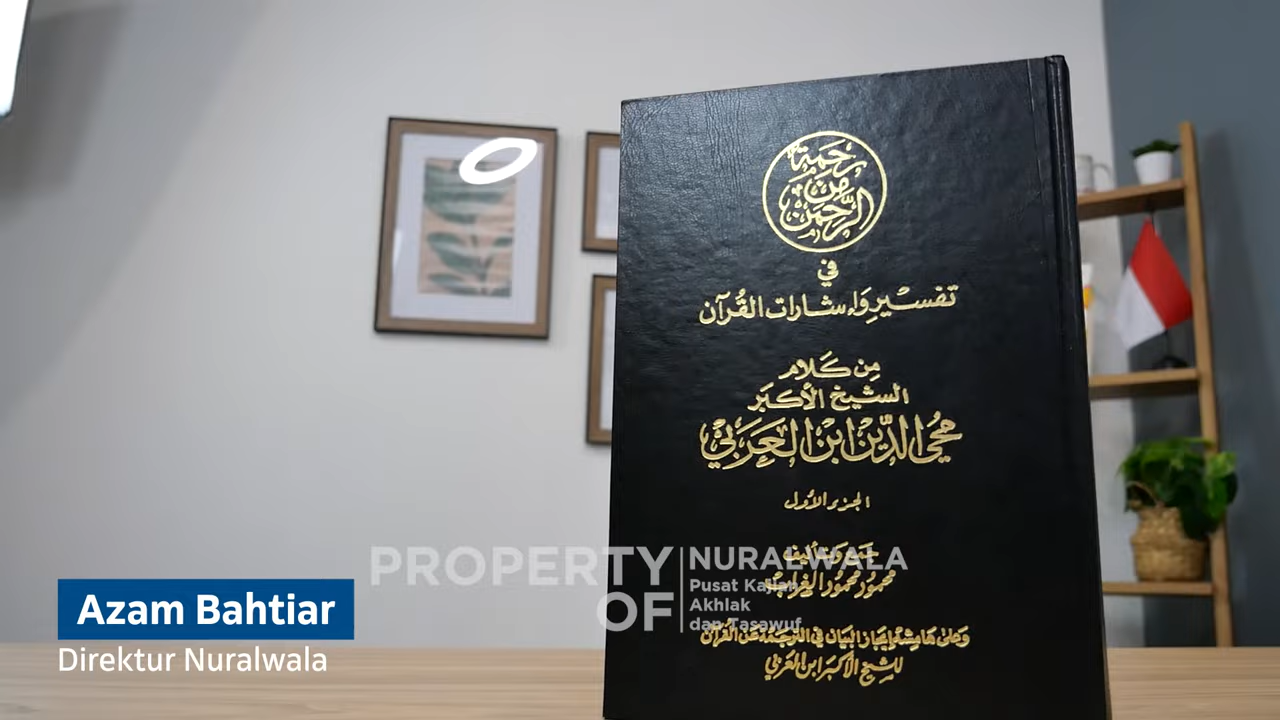 رحمة
من
الرحمن
في
تفسير وإشارات القرآن
من كلام
الشيخ الأكبر
محي الدين ابن العربي
الجزء الأول
جمع وتأليف
محمود محمود الغراب
وعلى هامشه إيجاز البيان في الترجمة عن القرآن
للشيخ الأكبر ابن العربي
PROPERTY OF
NURALWALA
Pusat Kajian
Akhlak
dan Tasawuf
Azam Bahtiar
Direktur Nuralwala